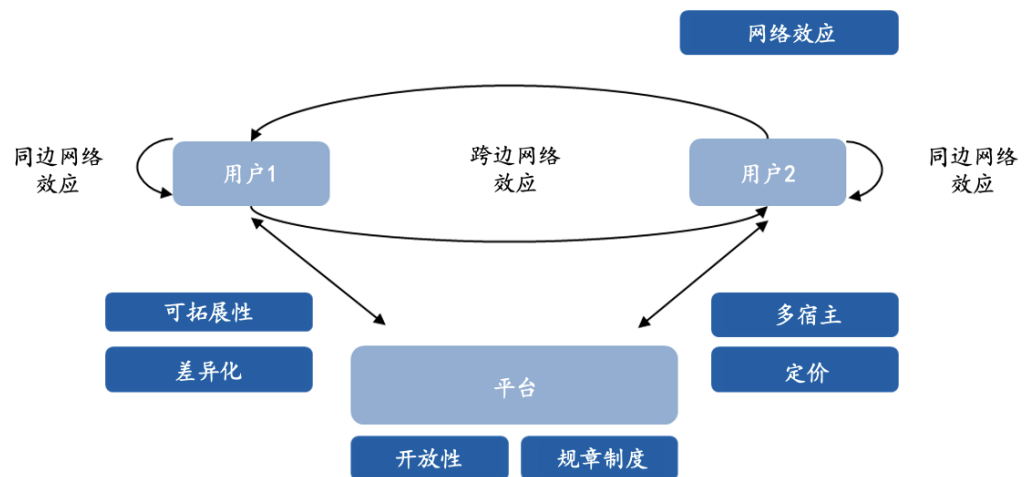 网络效应
同边网络
效应
用户1
跨边网络
效应
用户2
同边网络
效应
可拓展性
差异化
多宿主
定价
平台
开放性
规章制度